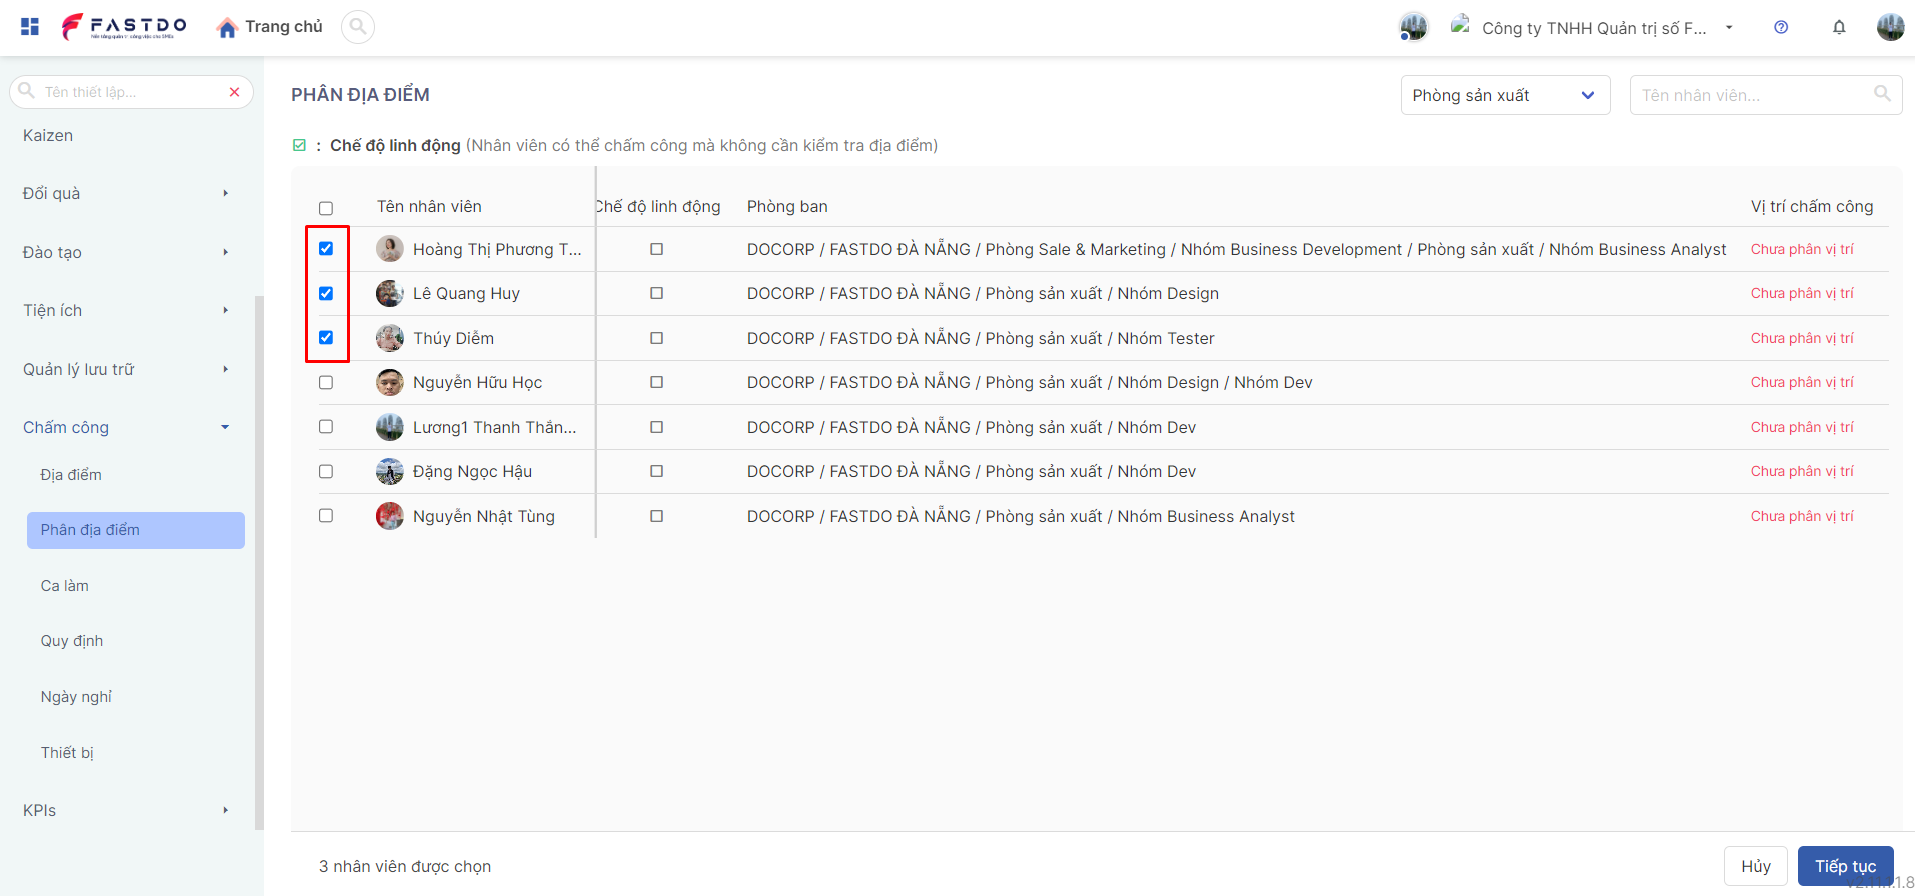 FASTDO
Nền tảng quản trị công việc cho SMEs
Trang chủ
Công ty TNHH Quản trị số F...
Tên thiết lập...
Kaizen
Đổi quà
Đào tạo
Tiện ích
Quản lý lưu trữ
Chấm công
Địa điểm
Phân địa điểm
Ca làm
Quy định
Ngày nghỉ
Thiết bị
KPIs
PHÂN ĐỊA ĐIỂM
Phòng sản xuất
Tên nhân viên...
: Chế độ linh động (Nhân viên có thể chấm công mà không cần kiểm tra địa điểm)
Tên nhân viên Chế độ linh động Phòng ban Vị trí chấm công
Hoàng Thị Phương T... DOCORP / FASTDO ĐÀ NẴNG / Phòng Sale & Marketing / Nhóm Business Development / Phòng sản xuất / Nhóm Business Analyst Chưa phân vị trí
Lê Quang Huy DOCORP / FASTDO ĐÀ NẴNG / Phòng sản xuất / Nhóm Design Chưa phân vị trí
Thúy Diễm DOCORP / FASTDO ĐÀ NẴNG / Phòng sản xuất / Nhóm Tester Chưa phân vị trí
Nguyễn Hữu Học DOCORP / FASTDO ĐÀ NẴNG / Phòng sản xuất / Nhóm Design / Nhóm Dev Chưa phân vị trí
Lương1 Thanh Thắn... DOCORP / FASTDO ĐÀ NẴNG / Phòng sản xuất / Nhóm Dev Chưa phân vị trí
Đặng Ngọc Hậu DOCORP / FASTDO ĐÀ NẴNG / Phòng sản xuất / Nhóm Dev Chưa phân vị trí
Nguyễn Nhật Tùng DOCORP / FASTDO ĐÀ NẴNG / Phòng sản xuất / Nhóm Business Analyst Chưa phân vị trí
3 nhân viên được chọn
Hủy
Tiếp tục